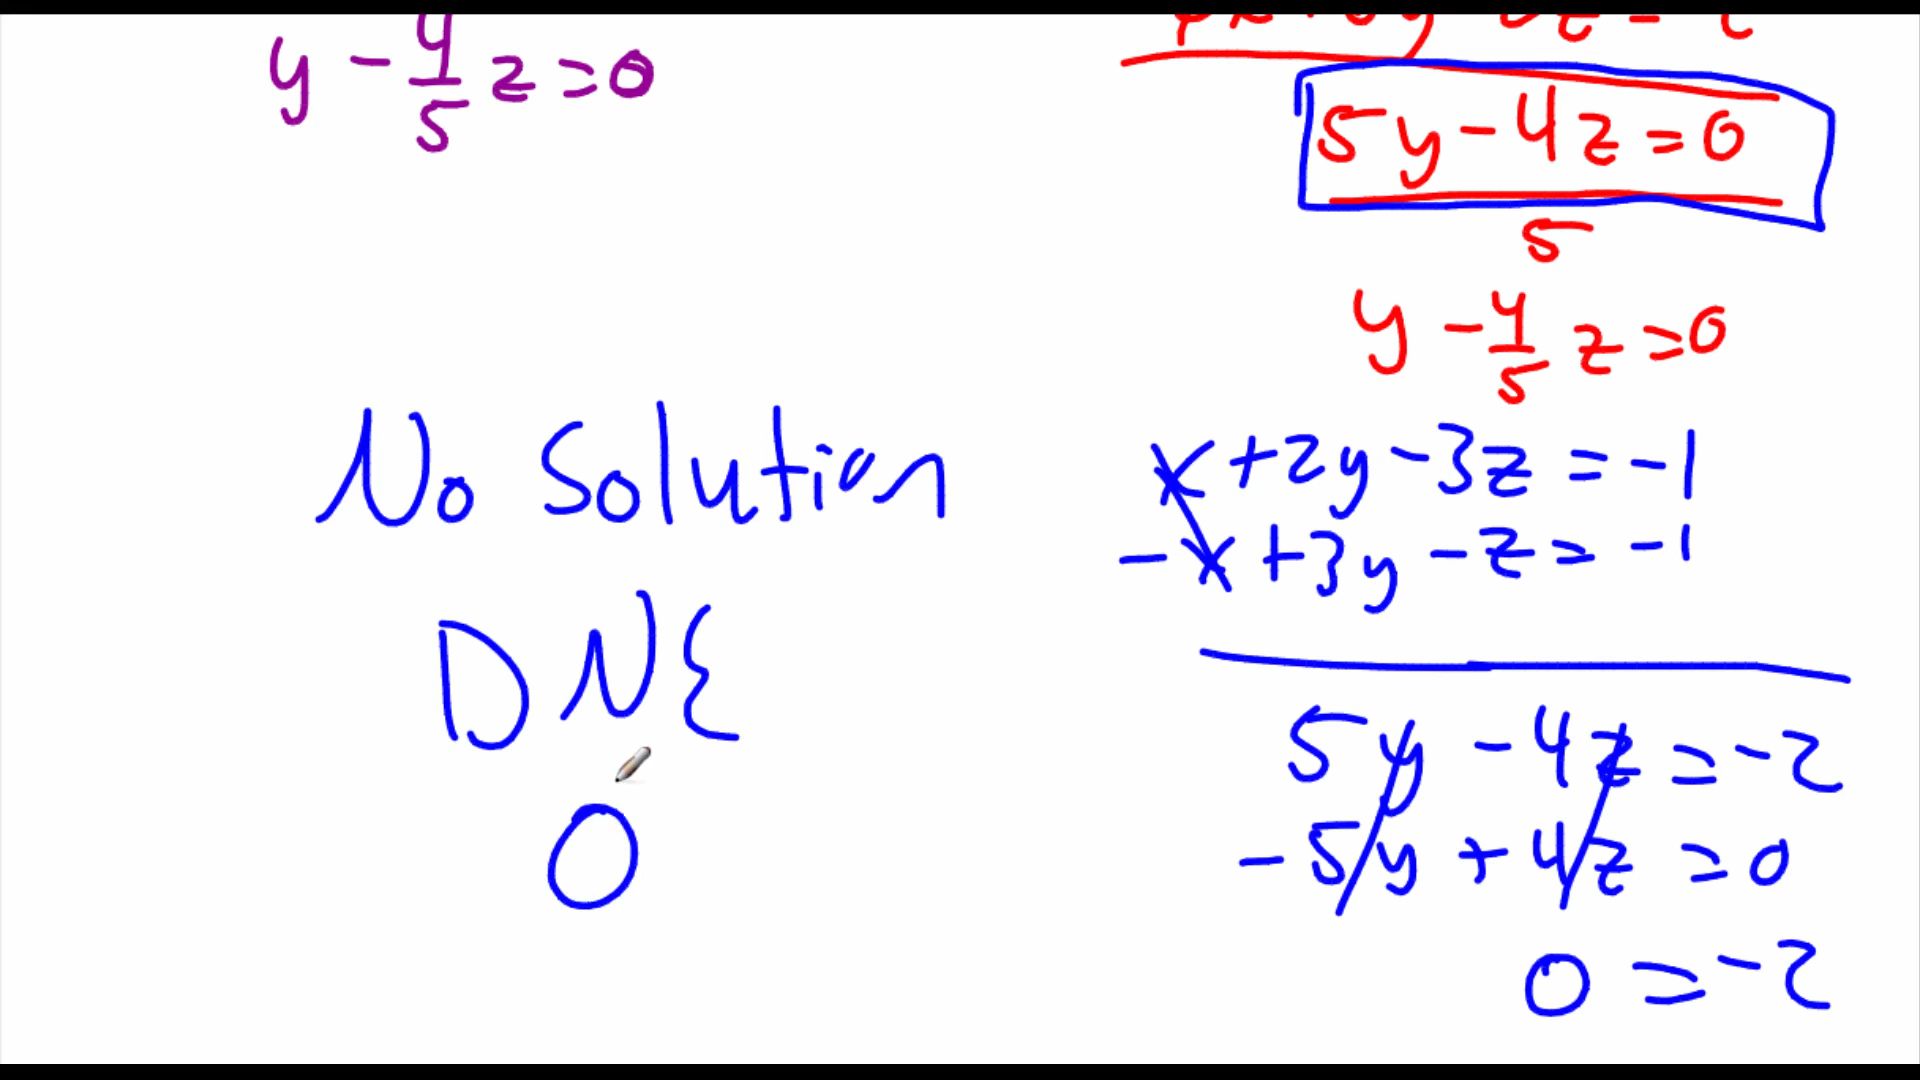 y - 4/5 z = 0
5y - 4z = 0
5
y - 4/5 z = 0
No Solution
DNE
O
x + 2y - 3z = -1
-x + 3y - z = -1
5y - 4z = -2
-5y + 4z = 0
0 = -2